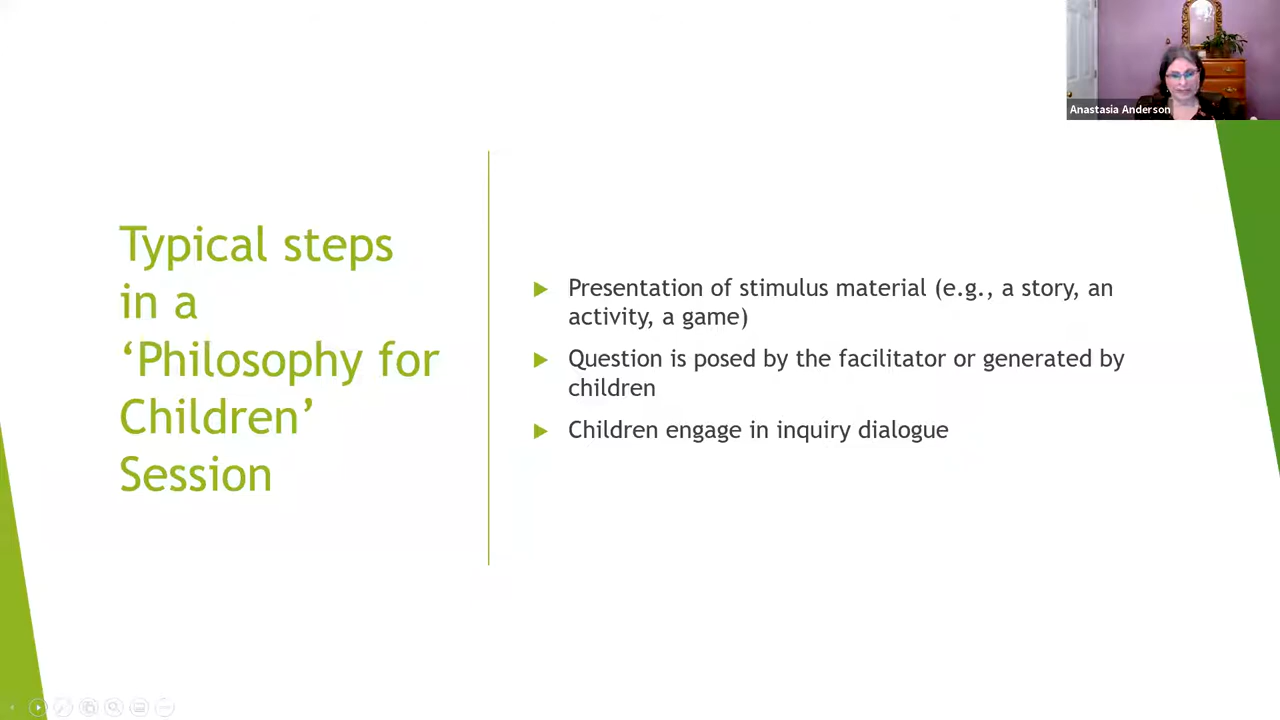 Anastasia Anderson
Typical steps
in a
‘Philosophy for
Children’
Session
Presentation of stimulus material (e.g., a story, an
activity, a game)
Question is posed by the facilitator or generated by
children
Children engage in inquiry dialogue